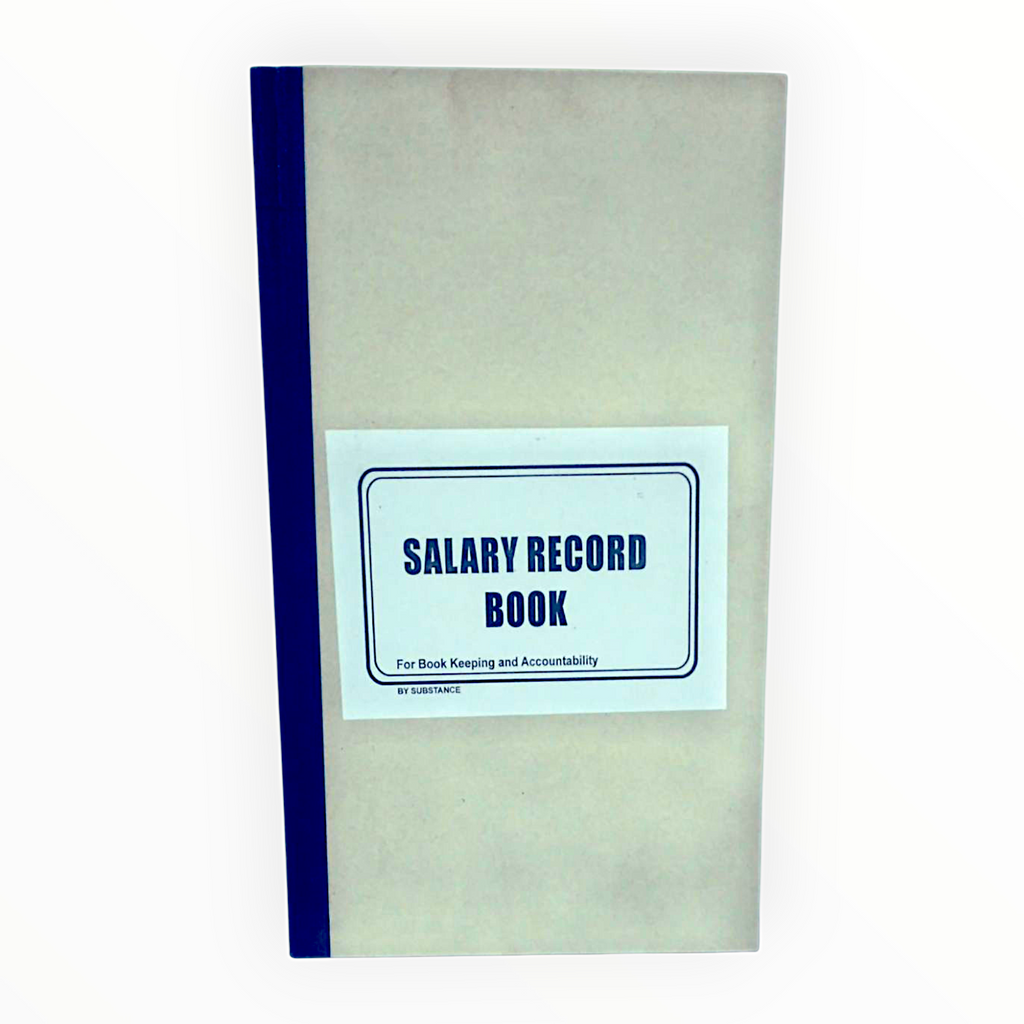 SALARY RECORD
BOOK
For Book Keeping and Accountability
BY SUBSTANCE